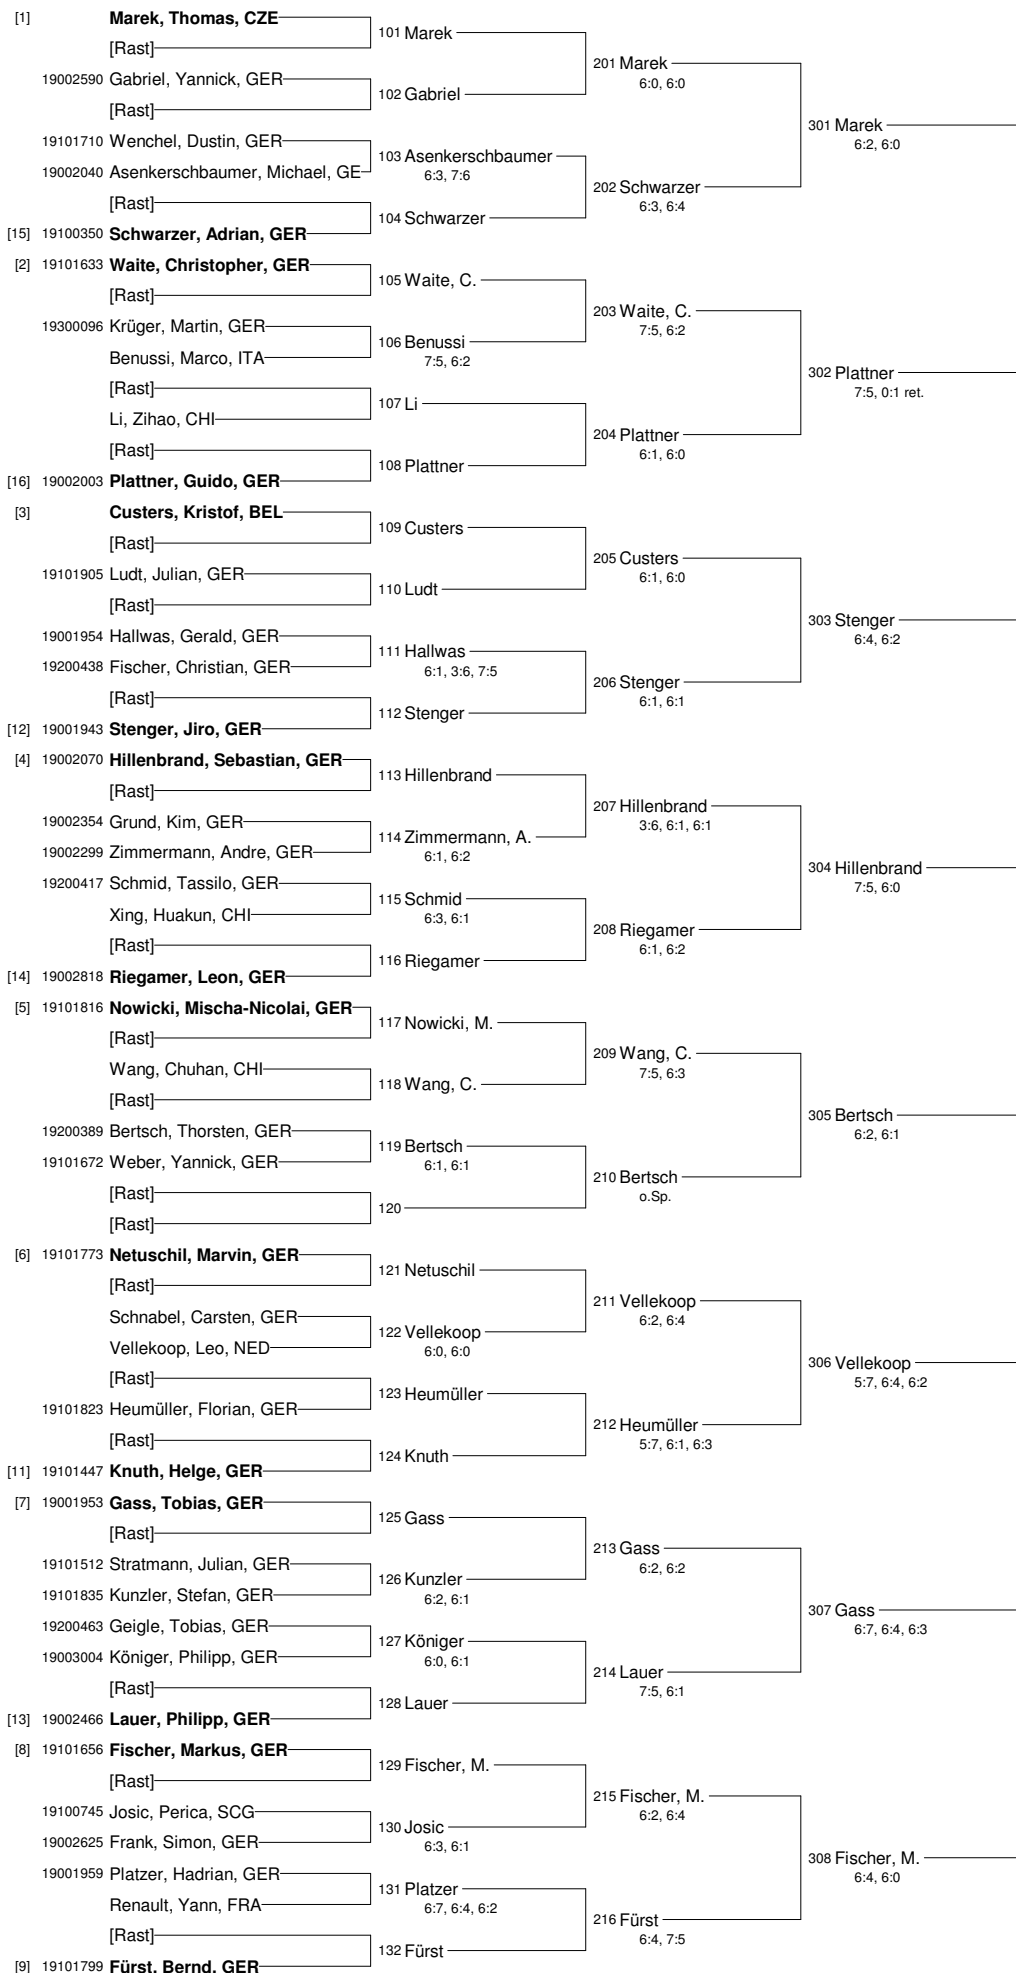 [1] Marek, Thomas, CZE
[Rast]
101 Marek
19002590 Gabriel, Yannick, GER
[Rast]
102 Gabriel
201 Marek
6:0, 6:0
19101710 Wenchel, Dustin, GER
19002040 Asenkerschbaumer, Michael, GE
103 Asenkerschbaumer
6:3, 7:6
[Rast]
[15] 19100350 Schwarzer, Adrian, GER
104 Schwarzer
202 Schwarzer
6:3, 6:4
301 Marek
6:2, 6:0
[2] 19101633 Waite, Christopher, GER
[Rast]
105 Waite, C.
19300096 Krüger, Martin, GER
Benussi, Marco, ITA
106 Benussi
7:5, 6:2
203 Waite, C.
7:5, 6:2
[Rast]
Li, Zihao, CHI
107 Li
[Rast]
[16] 19002003 Plattner, Guido, GER
108 Plattner
204 Plattner
6:1, 6:0
302 Plattner
7:5, 0:1 ret.
[3] Custers, Kristof, BEL
[Rast]
109 Custers
19101905 Ludt, Julian, GER
[Rast]
110 Ludt
205 Custers
6:1, 6:0
19001954 Hallwas, Gerald, GER
19200438 Fischer, Christian, GER
111 Hallwas
6:1, 3:6, 7:5
[Rast]
[12] 19001943 Stenger, Jiro, GER
112 Stenger
206 Stenger
6:1, 6:1
303 Stenger
6:4, 6:2
[4] 19002070 Hillenbrand, Sebastian, GER
[Rast]
113 Hillenbrand
19002354 Grund, Kim, GER
19002299 Zimmermann, Andre, GER
114 Zimmermann, A.
6:1, 6:2
207 Hillenbrand
3:6, 6:1, 6:1
19200417 Schmid, Tassilo, GER
Xing, Huakun, CHI
115 Schmid
6:3, 6:1
[Rast]
[14] 19002818 Riegamer, Leon, GER
116 Riegamer
208 Riegamer
6:1, 6:2
304 Hillenbrand
7:5, 6:0
[5] 19101816 Nowicki, Mischa-Nicolai, GER
[Rast]
117 Nowicki, M.
Wang, Chuhan, CHI
[Rast]
118 Wang, C.
209 Wang, C.
7:5, 6:3
19200389 Bertsch, Thorsten, GER
19101672 Weber, Yannick, GER
119 Bertsch
6:1, 6:1
[Rast]
[Rast]
120
210 Bertsch
o.Sp.
305 Bertsch
6:2, 6:1
[6] 19101773 Netuschil, Marvin, GER
[Rast]
121 Netuschil
Schnabel, Carsten, GER
Vellekoop, Leo, NED
122 Vellekoop
6:0, 6:0
211 Vellekoop
6:2, 6:4
[Rast]
19101823 Heumüller, Florian, GER
123 Heumüller
[Rast]
[11] 19101447 Knuth, Helge, GER
124 Knuth
212 Heumüller
5:7, 6:1, 6:3
306 Vellekoop
5:7, 6:4, 6:2
[7] 19001953 Gass, Tobias, GER
[Rast]
125 Gass
19101512 Stratmann, Julian, GER
19101835 Kunzler, Stefan, GER
126 Kunzler
6:2, 6:1
213 Gass
6:2, 6:2
19200463 Geigle, Tobias, GER
19003004 Königer, Philipp, GER
127 Königer
6:0, 6:1
[Rast]
[13] 19002466 Lauer, Philipp, GER
128 Lauer
214 Lauer
7:5, 6:1
307 Gass
6:7, 6:4, 6:3
[8] 19101656 Fischer, Markus, GER
[Rast]
129 Fischer, M.
19100745 Josic, Perica, SCG
19002625 Frank, Simon, GER
130 Josic
6:3, 6:1
215 Fischer, M.
6:2, 6:4
19001959 Platzer, Hadrian, GER
Renault, Yann, FRA
131 Platzer
6:7, 6:4, 6:2
[Rast]
[9] 19101799 Fürst, Bernd, GER
132 Fürst
216 Fürst
6:4, 7:5
308 Fischer, M.
6:4, 6:0